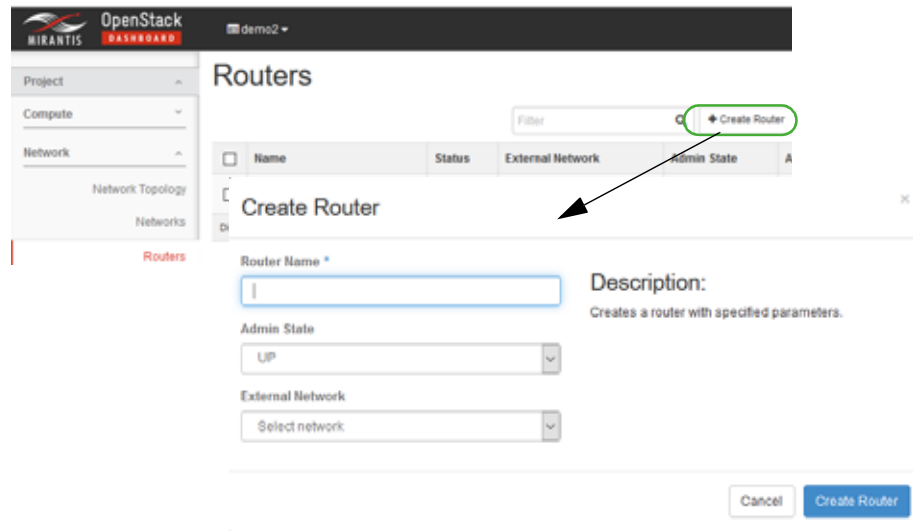 MIRANTIS OpenStack DASHBOARD demo2
Project
Routers
Compute
Filter + Create Router
Network
Name Status External Network Admin State A
Network Topology
Create Router ×
Networks
Routers
Router Name *
Description:
Creates a router with specified parameters.
Admin State
UP
External Network
Select network
Cancel Create Router